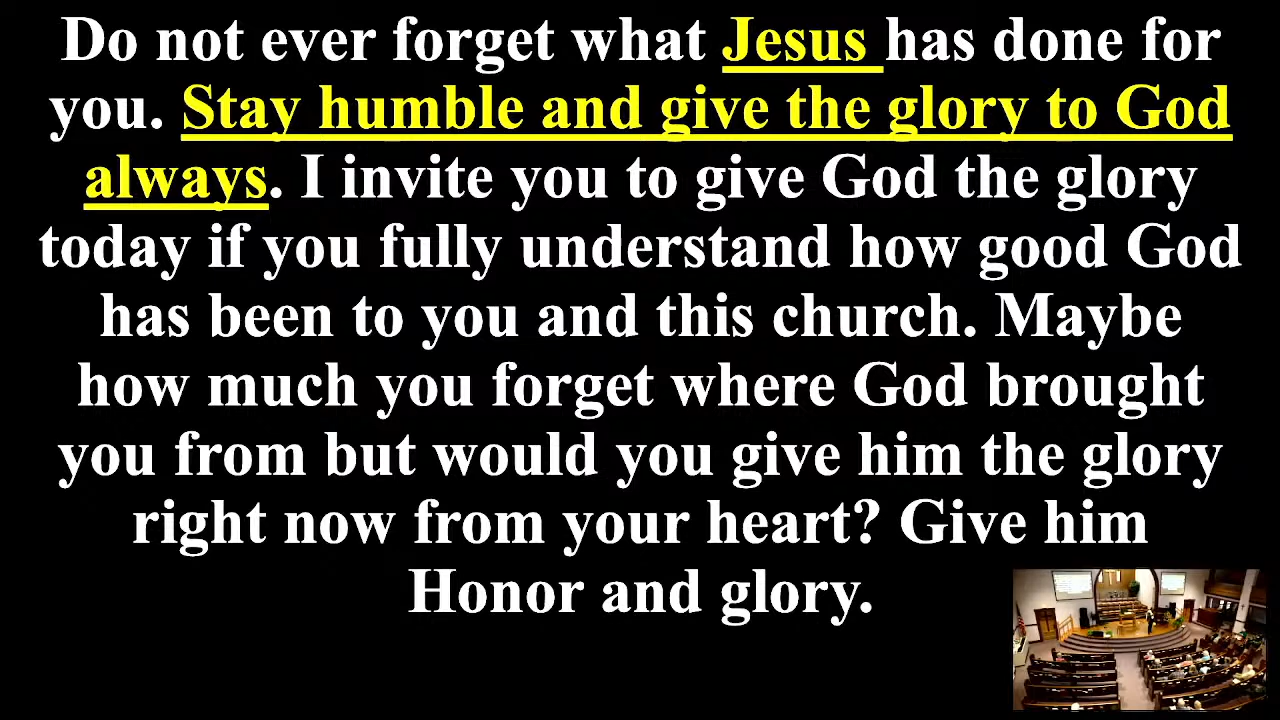 Do not ever forget what Jesus has done for
you. Stay humble and give the glory to God
always. I invite you to give God the glory
today if you fully understand how good God
has been to you and this church. Maybe
how much you forget where God brought
you from but would you give him the glory
right now from your heart? Give him
Honor and glory.